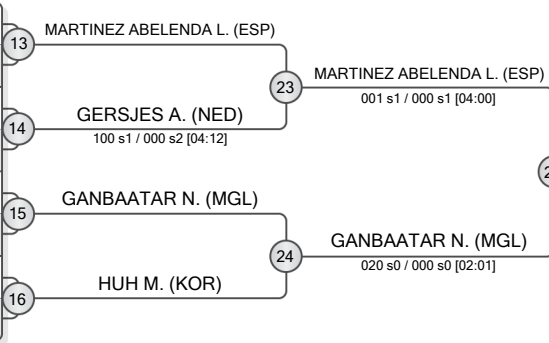 13
MARTINEZ ABELENDA L. (ESP)
23
MARTINEZ ABELENDA L. (ESP)
001 s1 / 000 s1 [04:00]
14
GERSJES A. (NED)
100 s1 / 000 s2 [04:12]
15
GANBAATAR N. (MGL)
24
GANBAATAR N. (MGL)
020 s0 / 000 s0 [02:01]
16
HUH M. (KOR)